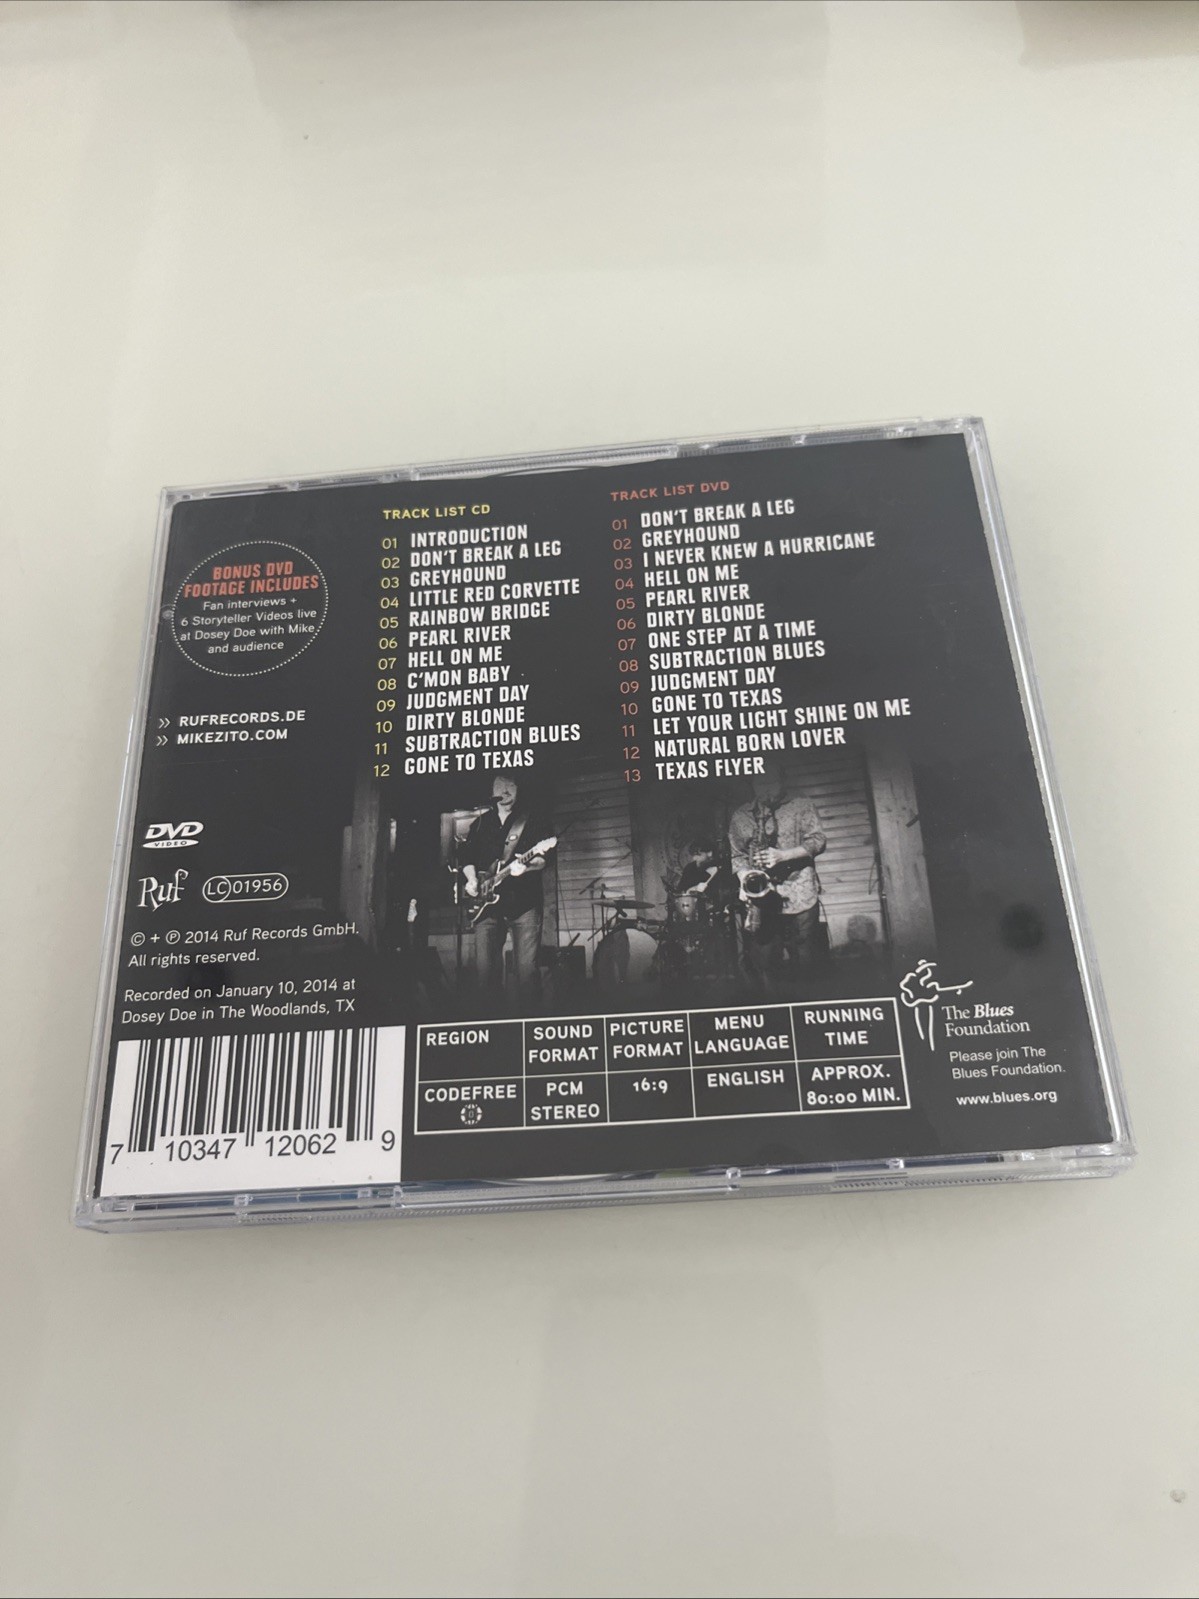 BONUS DVD
FOOTAGE INCLUDES
Fan interviews +
6 Storyteller Videos live
at Dosey Doe with Mike
and audience
» RUFRECORDS.DE
» MIKEZITO.COM
TRACK LIST CD
01 INTRODUCTION
02 DON'T BREAK A LEG
03 GREYHOUND
04 LITTLE RED CORVETTE
05 RAINBOW BRIDGE
06 PEARL RIVER
07 HELL ON ME
08 C'MON BABY
09 JUDGMENT DAY
10 DIRTY BLONDE
11 SUBTRACTION BLUES
12 GONE TO TEXAS
TRACK LIST DVD
01 DON'T BREAK A LEG
02 GREYHOUND
03 I NEVER KNEW A HURRICANE
04 HELL ON ME
05 PEARL RIVER
06 DIRTY BLONDE
07 ONE STEP AT A TIME
08 SUBTRACTION BLUES
09 JUDGMENT DAY
10 GONE TO TEXAS
11 LET YOUR LIGHT SHINE ON ME
12 NATURAL BORN LOVER
13 TEXAS FLYER
DVD
VIDEO
Ruf LC 01956
© + ℗ 2014 Ruf Records GmbH.
All rights reserved.
Recorded on January 10, 2014 at
Dosey Doe in The Woodlands, TX
7 10347 12062 9
REGION
CODEFREE
0
SOUND
FORMAT
PCM
STEREO
PICTURE
FORMAT
16:9
MENU
LANGUAGE
ENGLISH
RUNNING
TIME
APPROX.
80:00 MIN.
The Blues
Foundation
Please join The
Blues Foundation.
www.blues.org